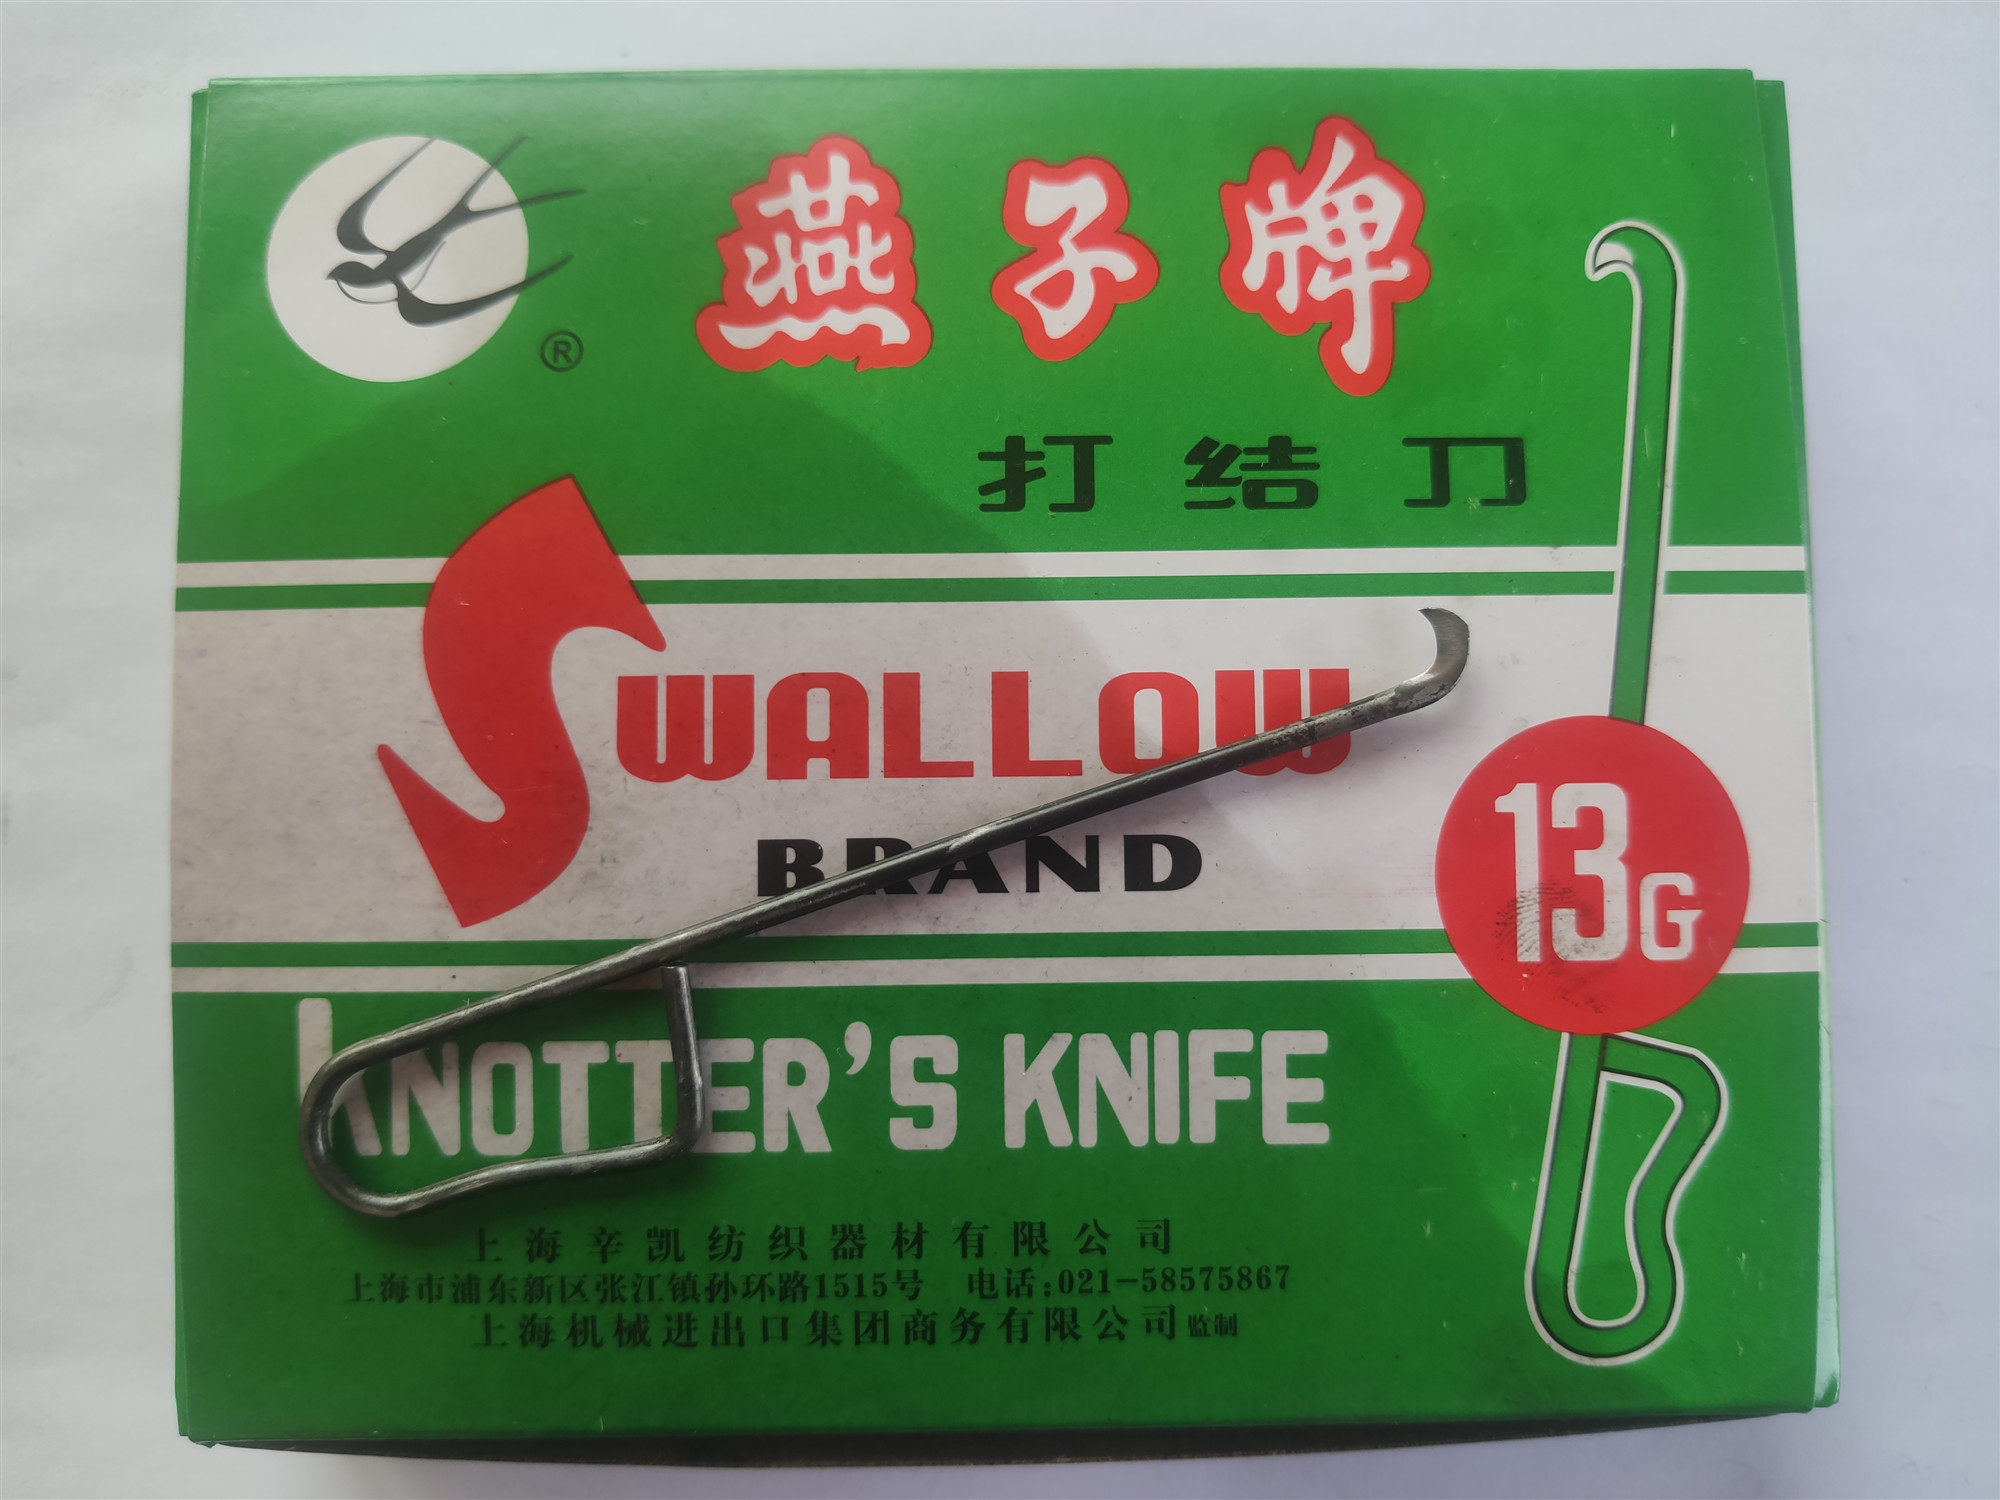 燕子牌
®
打结刀
SWALLOW
BRAND
13G
KNOTTER'S KNIFE
上海辛凯纺织器材有限公司
上海市浦东新区张江镇孙环路1515号 电话:021-58575867
上海机械进出口集团商务有限公司监制